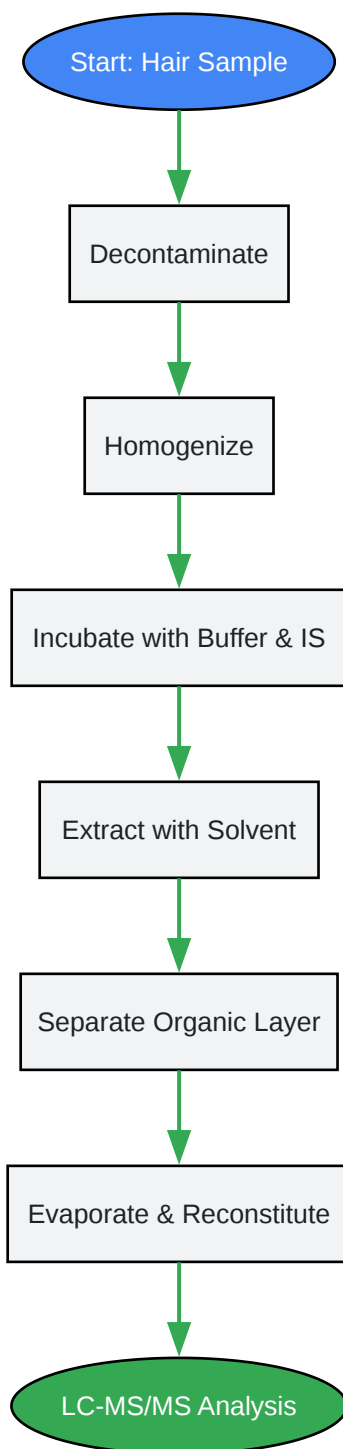 Start: Hair Sample
Decontaminate
Homogenize
Incubate with Buffer & IS
Extract with Solvent
Separate Organic Layer
Evaporate & Reconstitute
LC-MS/MS Analysis